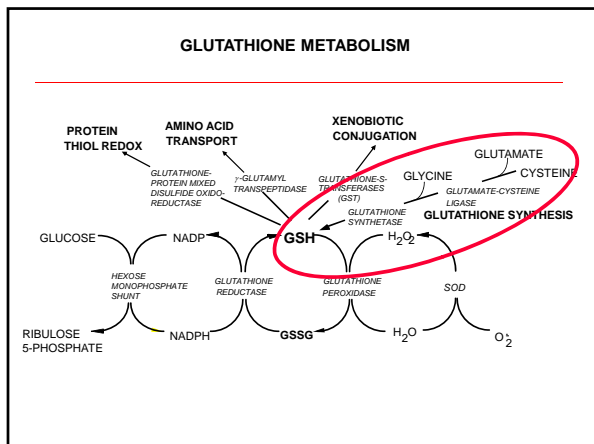 GLUTATHIONE METABOLISM
PROTEIN
THIOL REDOX
AMINO ACID
TRANSPORT
XENOBIOTIC
CONJUGATION
GLUTATHIONE-
PROTEIN MIXED
DISULFIDE OXIDO-
REDUCTASE
γ-GLUTAMYL
TRANSPEPTIDASE
GLUTATHIONE-S-
TRANSFERASES
(GST)
GLYCINE
GLUTAMATE
CYSTEINE
GLUTAMATE-CYSTEINE
LIGASE
GLUTATHIONE SYNTHESIS
GLUTATHIONE
SYNTHETASE
GLUCOSE
NADP
GSH
H2O2
HEXOSE
MONOPHOSPHATE
SHUNT
GLUTATHIONE
REDUCTASE
GLUTATHIONE
PEROXIDASE
SOD
RIBULOSE
5-PHOSPHATE
NADPH
GSSG
H2O
O2∸